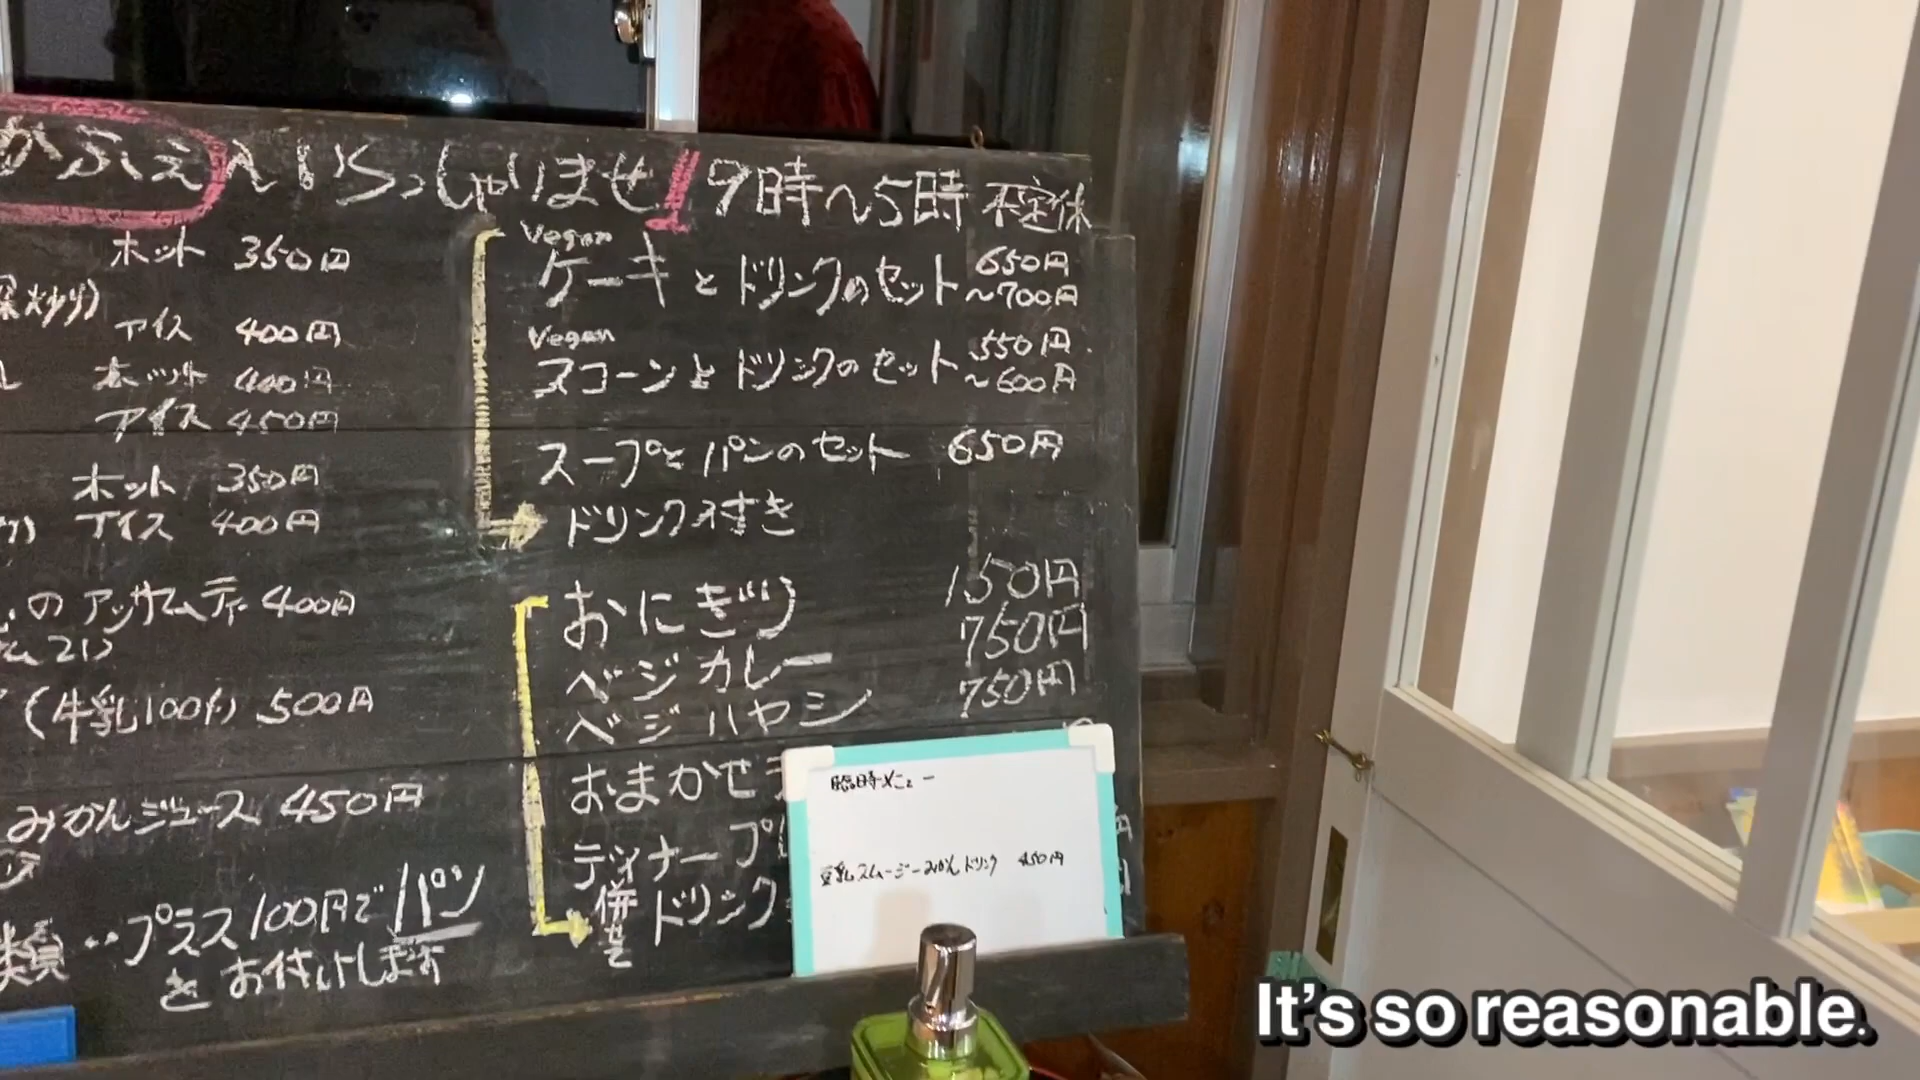 かふぇへいらっしゃいませ! 9時〜5時 不定休
ホット 350円
アイス 400円
ホット 400円
アイス 450円
ホット 350円
アイス 400円
のアッサムティー 400円
(牛乳100%) 500円
みかんジュース 450円
類‥プラス100円でパン
をお付けします
Vegan
ケーキとドリンクのセット 650円
〜700円
Vegan
スコーンとドリンクのセット 550円
〜600円
スープとパンのセット 650円
ドリンク付き
おにぎり 150円
ベジカレー 750円
ベジハヤシ 750円
おまかせ
ディナープ
併せ ドリンク
臨時メニュー
豆乳スムージーみかんドリンク 450円
It's so reasonable.